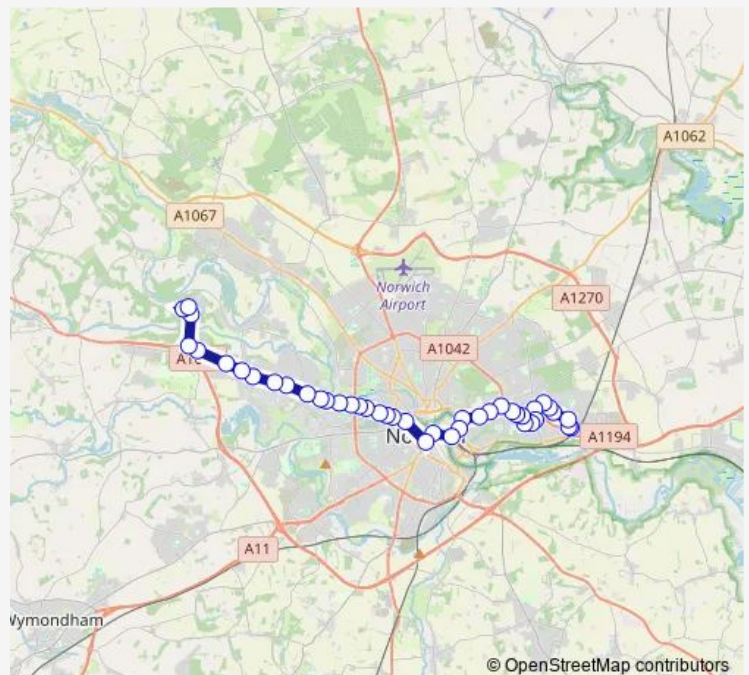 A1062
A1067
Norwich
Airport
A1270
A1042
A1194
A11
Wymondham
© OpenStreetMap contributors